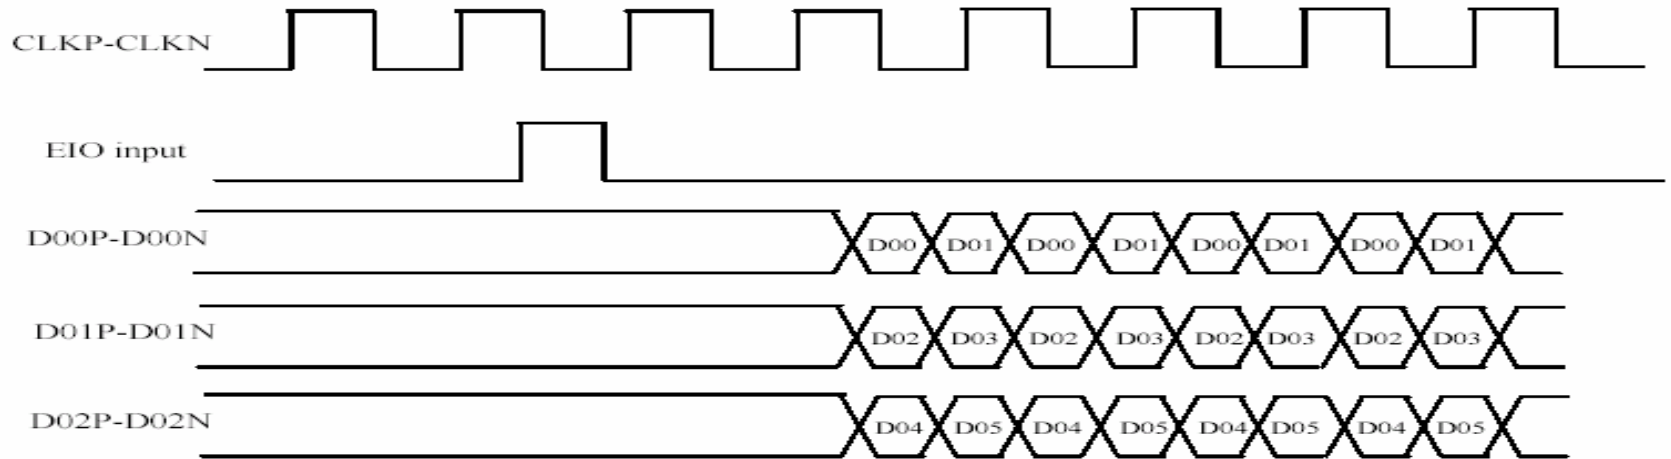 CLKP-CLKN
EIO input
D00P-D00N D00 D01 D00 D01 D00 D01 D00 D01
D01P-D01N D02 D03 D02 D03 D02 D03 D02 D03
D02P-D02N D04 D05 D04 D05 D04 D05 D04 D05